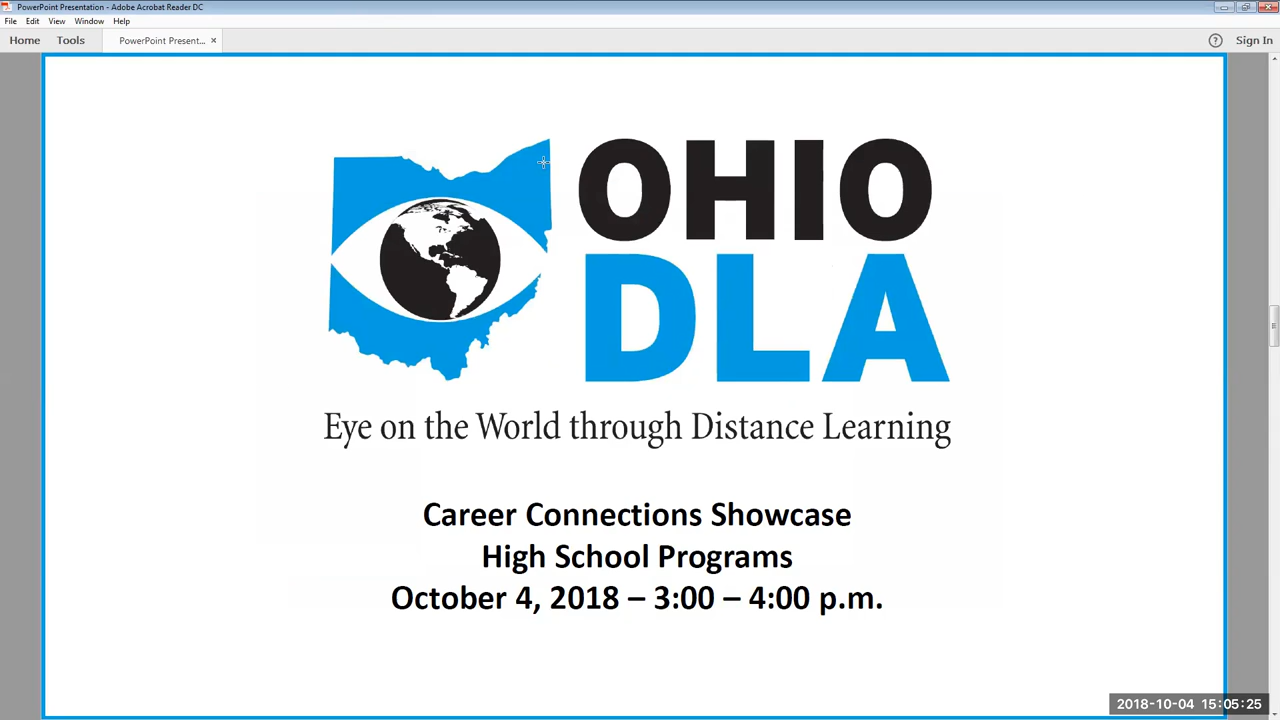 PowerPoint Presentation - Adobe Acrobat Reader DC
File Edit View Window Help
Home Tools PowerPoint Present... × ? Sign In
OHIO
DLA
Eye on the World through Distance Learning
Career Connections Showcase
High School Programs
October 4, 2018 – 3:00 – 4:00 p.m.
2018-10-04 15:05:25